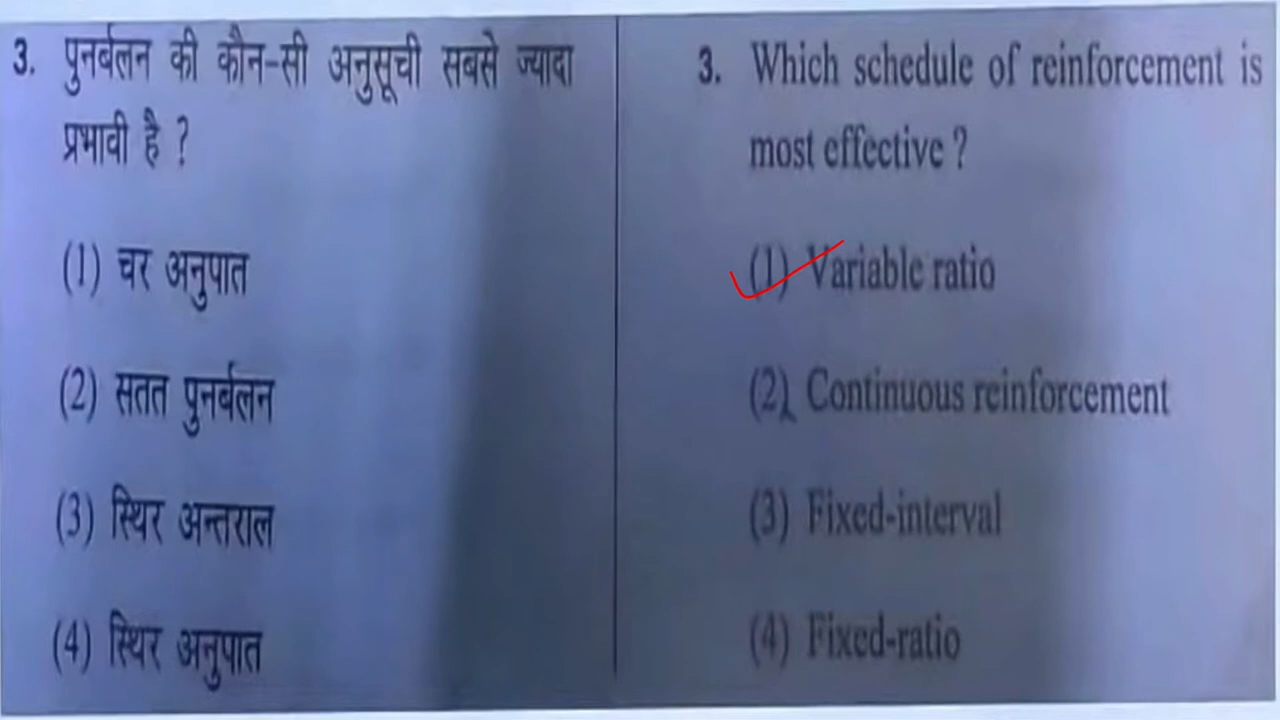 3. पुनर्बलन की कौन-सी अनुसूची सबसे ज्यादा
प्रभावी है ?
(1) चर अनुपात
(2) सतत पुनर्बलन
(3) स्थिर अन्तराल
(4) स्थिर अनुपात
3. Which schedule of reinforcement is
most effective ?
(1) Variable ratio
(2) Continuous reinforcement
(3) Fixed-interval
(4) Fixed-ratio